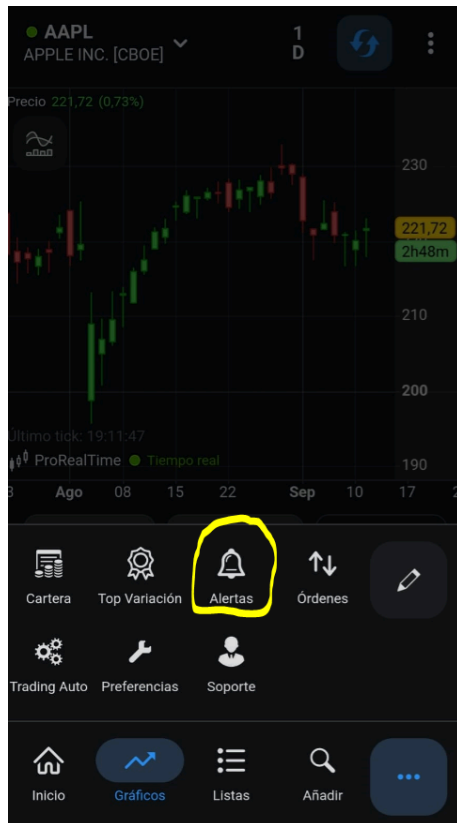 AAPL
APPLE INC. [CBOE]
1
D
Precio 221,72 (0,73%)
230
221,72
2h48m
210
200
Último tick: 19:11:47
ProRealTime Tiempo real
190
Ago 08 15 22 Sep 10 17
Cartera Top Variación Alertas Órdenes
Trading Auto Preferencias Soporte
Inicio Gráficos Listas Añadir